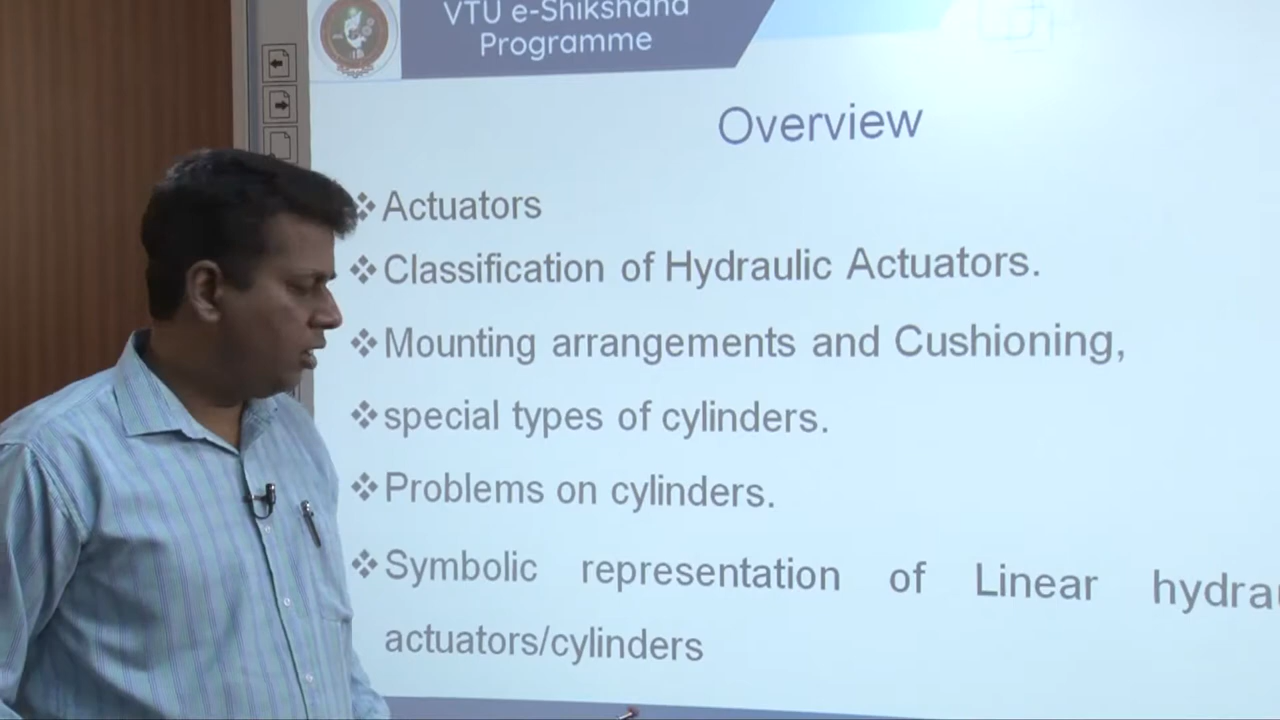 VTU e-Shikshana
Programme
Overview
❖Actuators
❖Classification of Hydraulic Actuators.
❖Mounting arrangements and Cushioning,
❖special types of cylinders.
❖Problems on cylinders.
❖Symbolic representation of Linear
actuators/cylinders